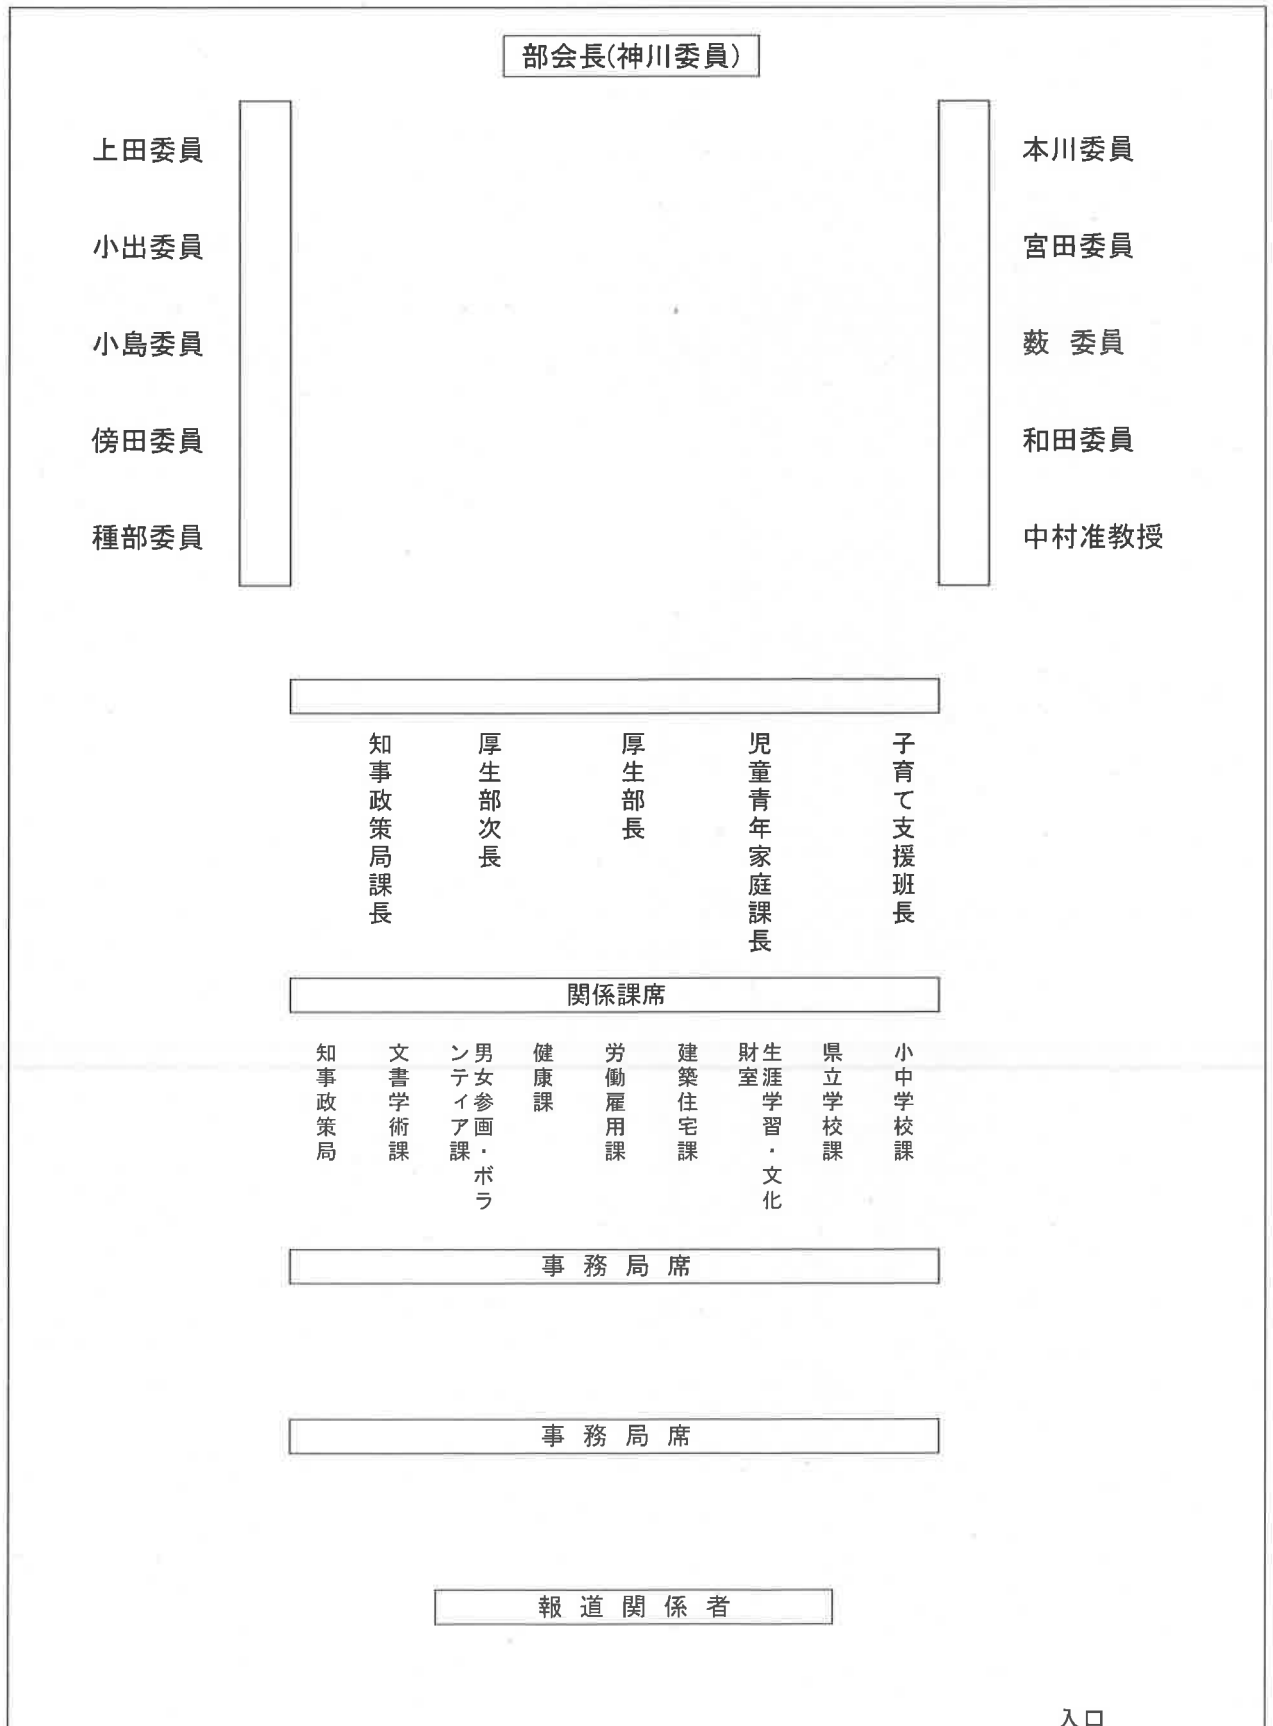 部会長(神川委員)
上田委員
本川委員
小出委員
宮田委員
小島委員
薮 委員
傍田委員
和田委員
種部委員
中村准教授
知事政策局課長
厚生部次長
厚生部長
児童青年家庭課長
子育て支援班長
関係課席
知事政策局
文書学術課
男女参画・ボラ
ンティア課
健康課
労働雇用課
建築住宅課
生涯学習・文化
財室
県立学校課
小中学校課
事務局席
事務局席
報道関係者
入口